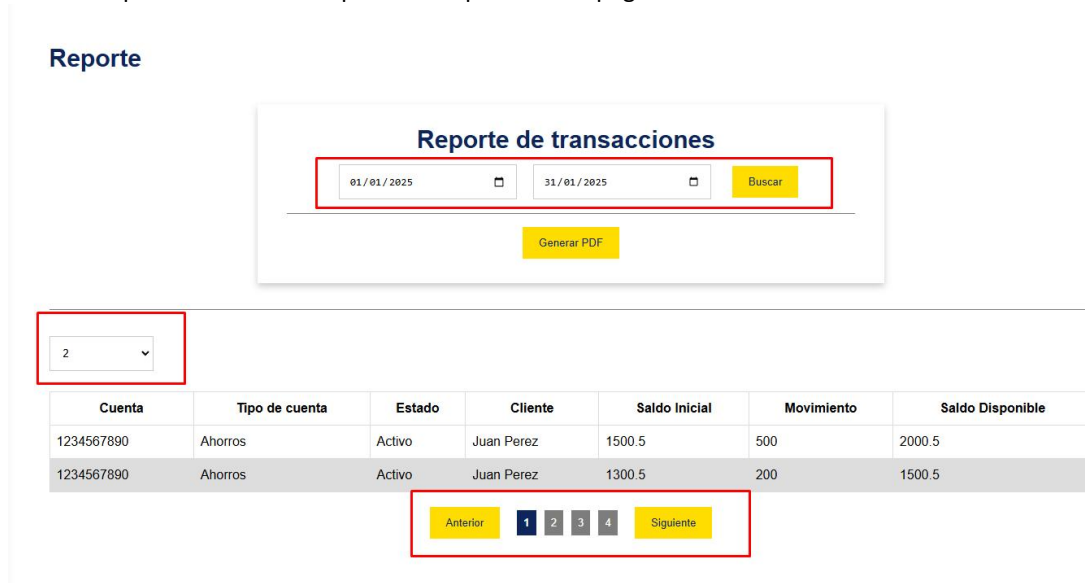 Reporte
Reporte de transacciones
01/01/2025 31/01/2025 Buscar
Generar PDF
2
Cuenta Tipo de cuenta Estado Cliente Saldo Inicial Movimiento Saldo Disponible
1234567890 Ahorros Activo Juan Perez 1500.5 500 2000.5
1234567890 Ahorros Activo Juan Perez 1300.5 200 1500.5
Anterior 1 2 3 4 Siguiente